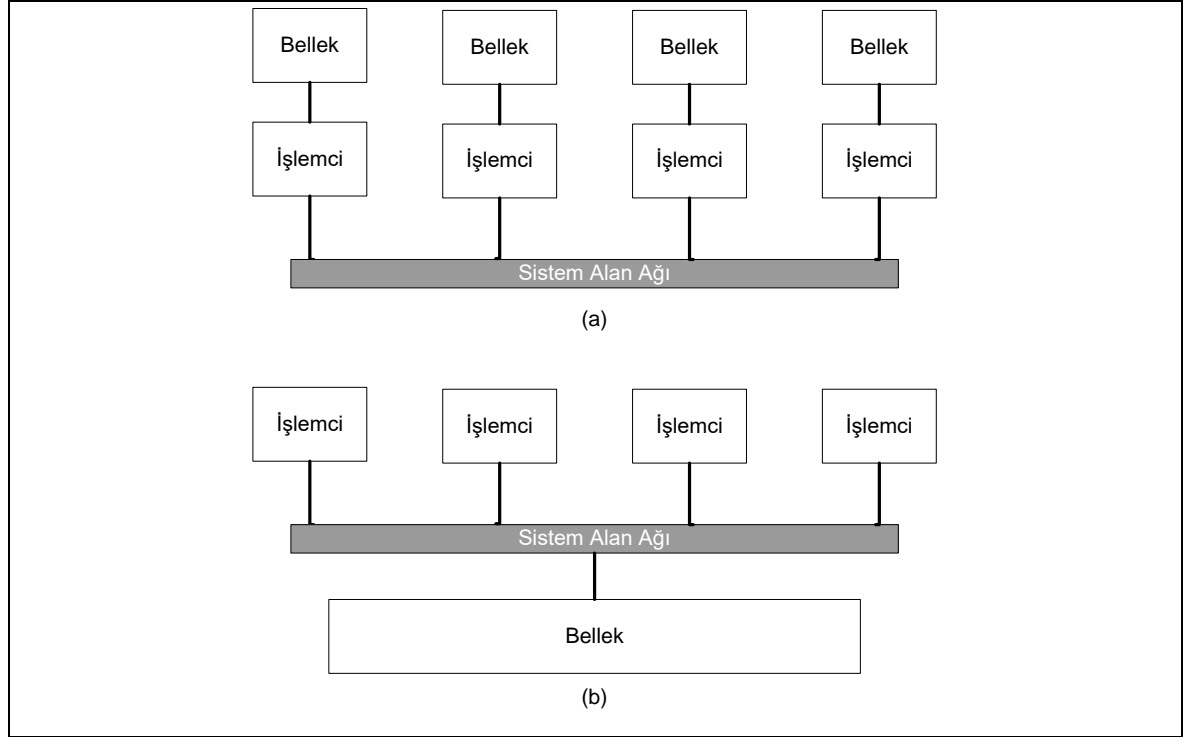 Bellek Bellek Bellek Bellek
İşlemci İşlemci İşlemci İşlemci
Sistem Alan Ağı
(a)
İşlemci İşlemci İşlemci İşlemci
Sistem Alan Ağı
Bellek
(b)